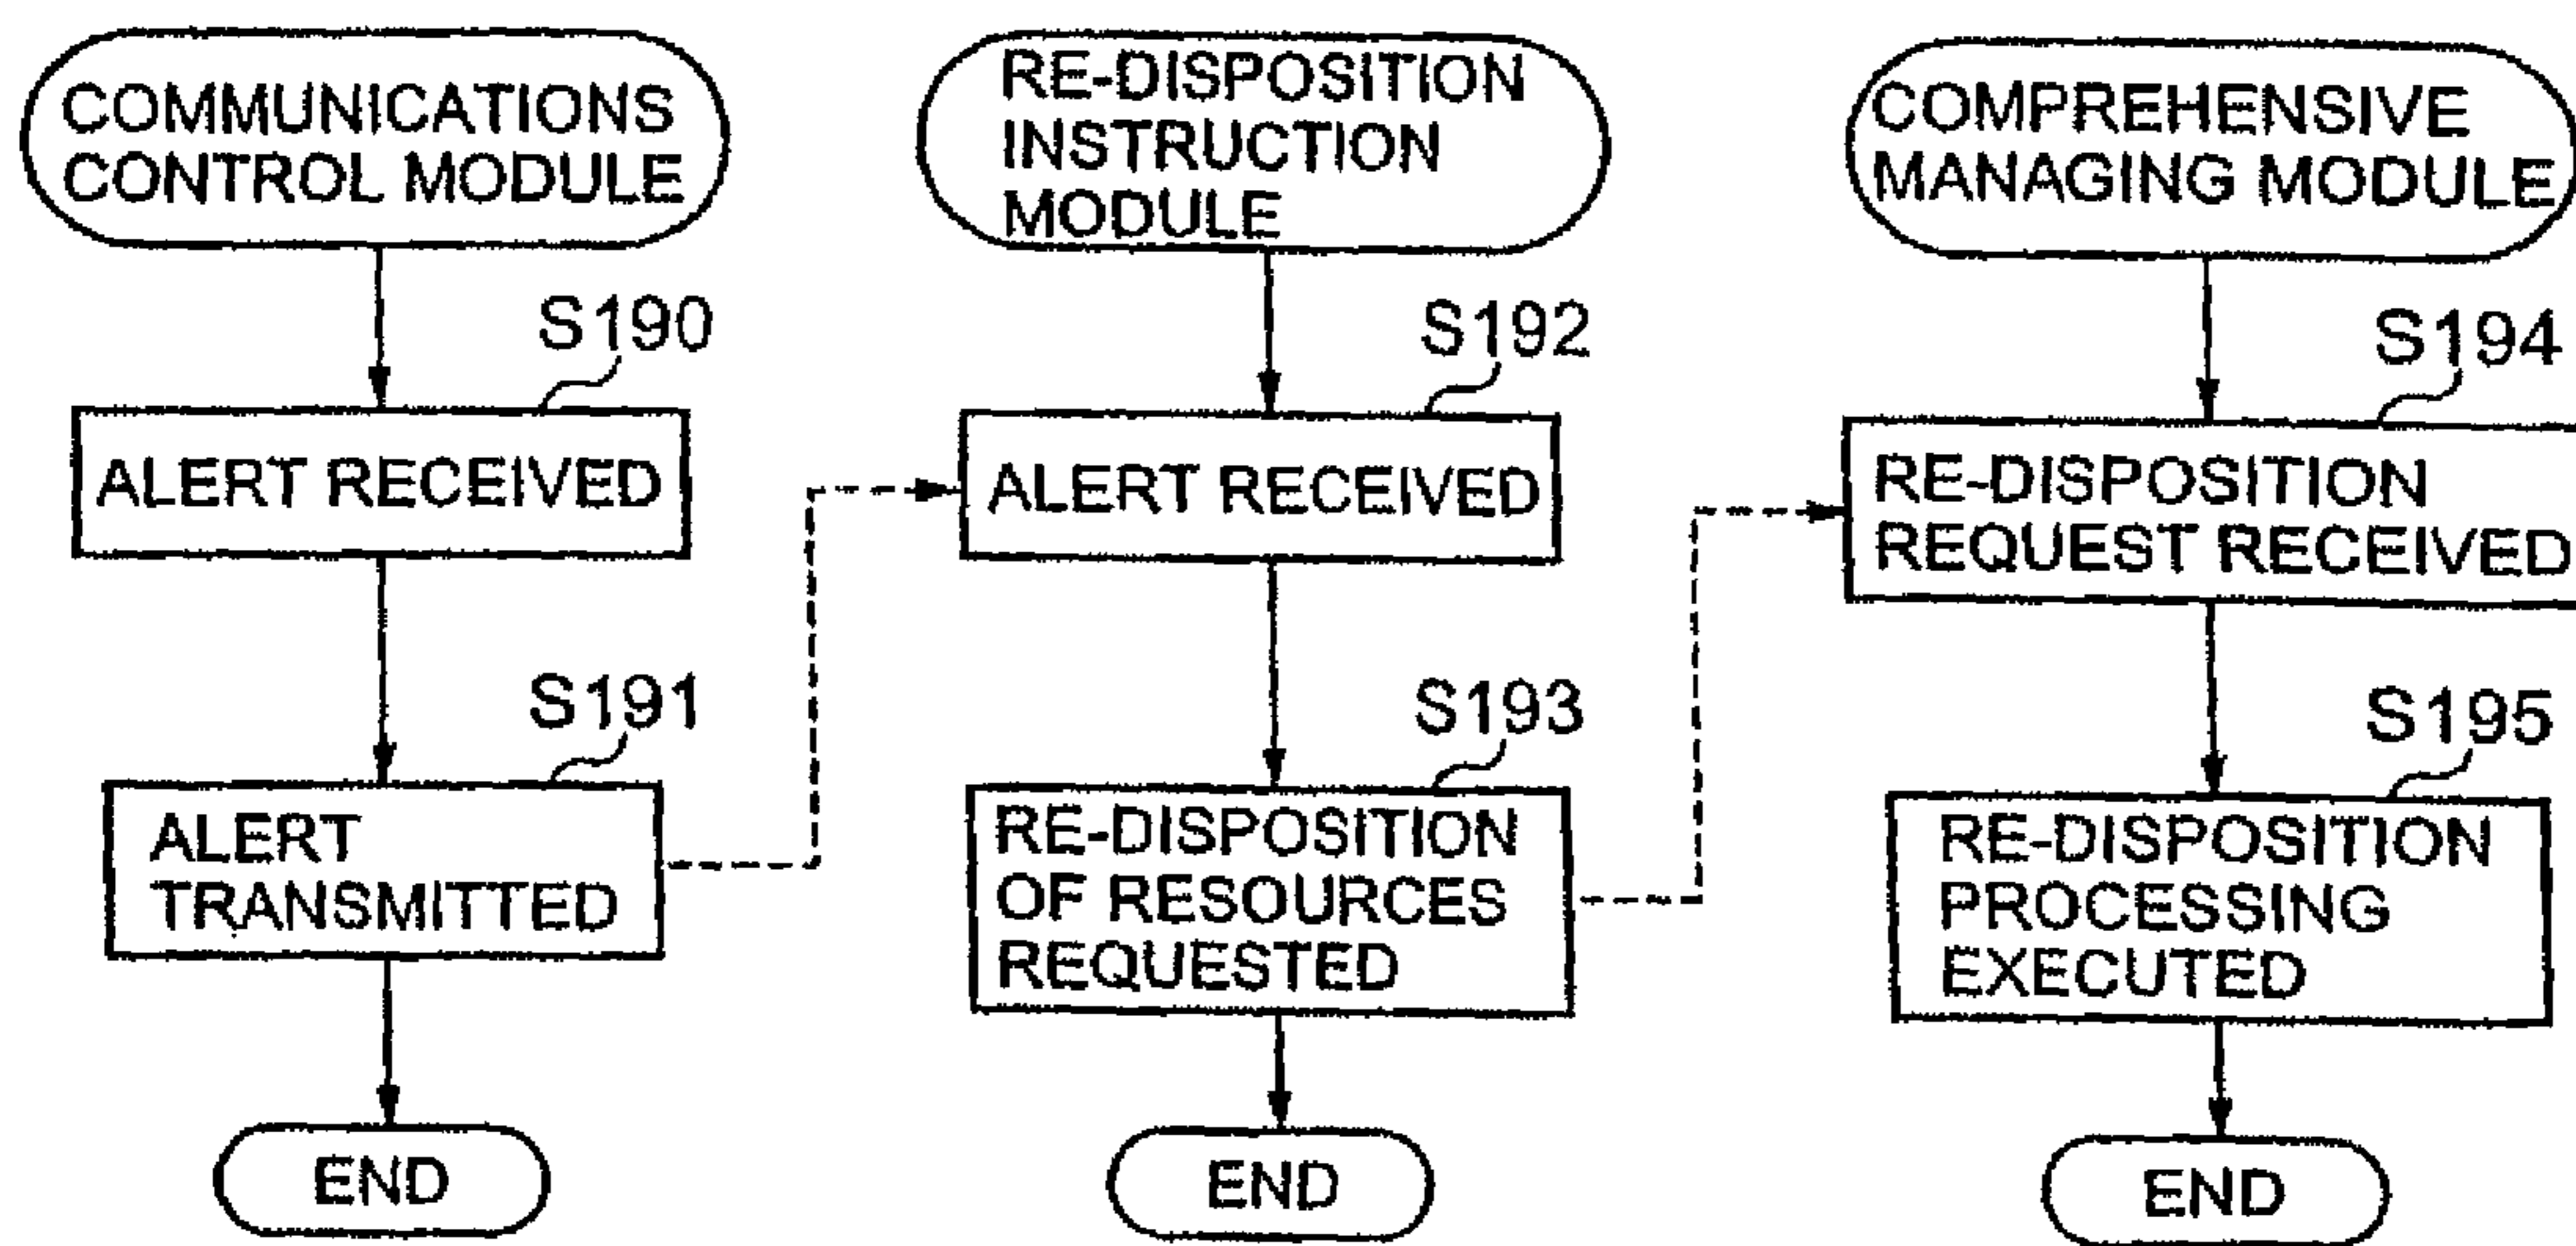 COMMUNICATIONS
CONTROL MODULE
S190
ALERT RECEIVED
S191
ALERT
TRANSMITTED
END
RE-DISPOSITION
INSTRUCTION
MODULE
S192
ALERT RECEIVED
S193
RE-DISPOSITION
OF RESOURCES
REQUESTED
END
COMPREHENSIVE
MANAGING MODULE
S194
RE-DISPOSITION
REQUEST RECEIVED
S195
RE-DISPOSITION
PROCESSING
EXECUTED
END